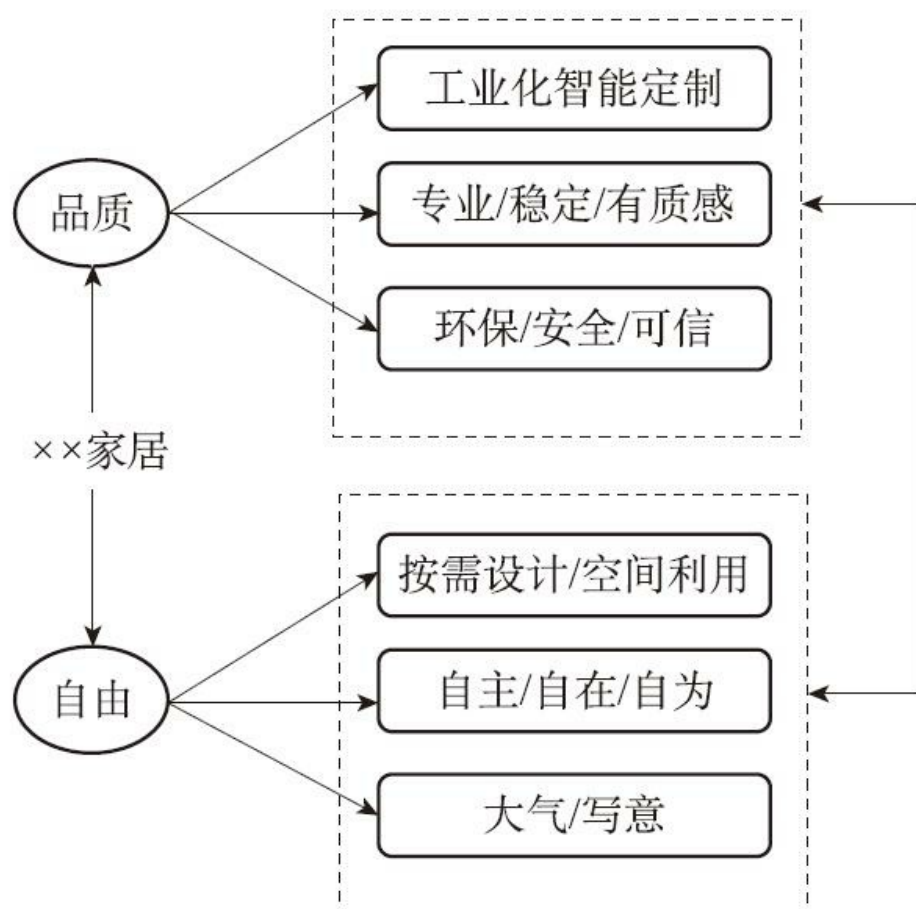 工业化智能定制
品质
专业/稳定/有质感
环保/安全/可信
××家居
按需设计/空间利用
自由
自主/自在/自为
大气/写意